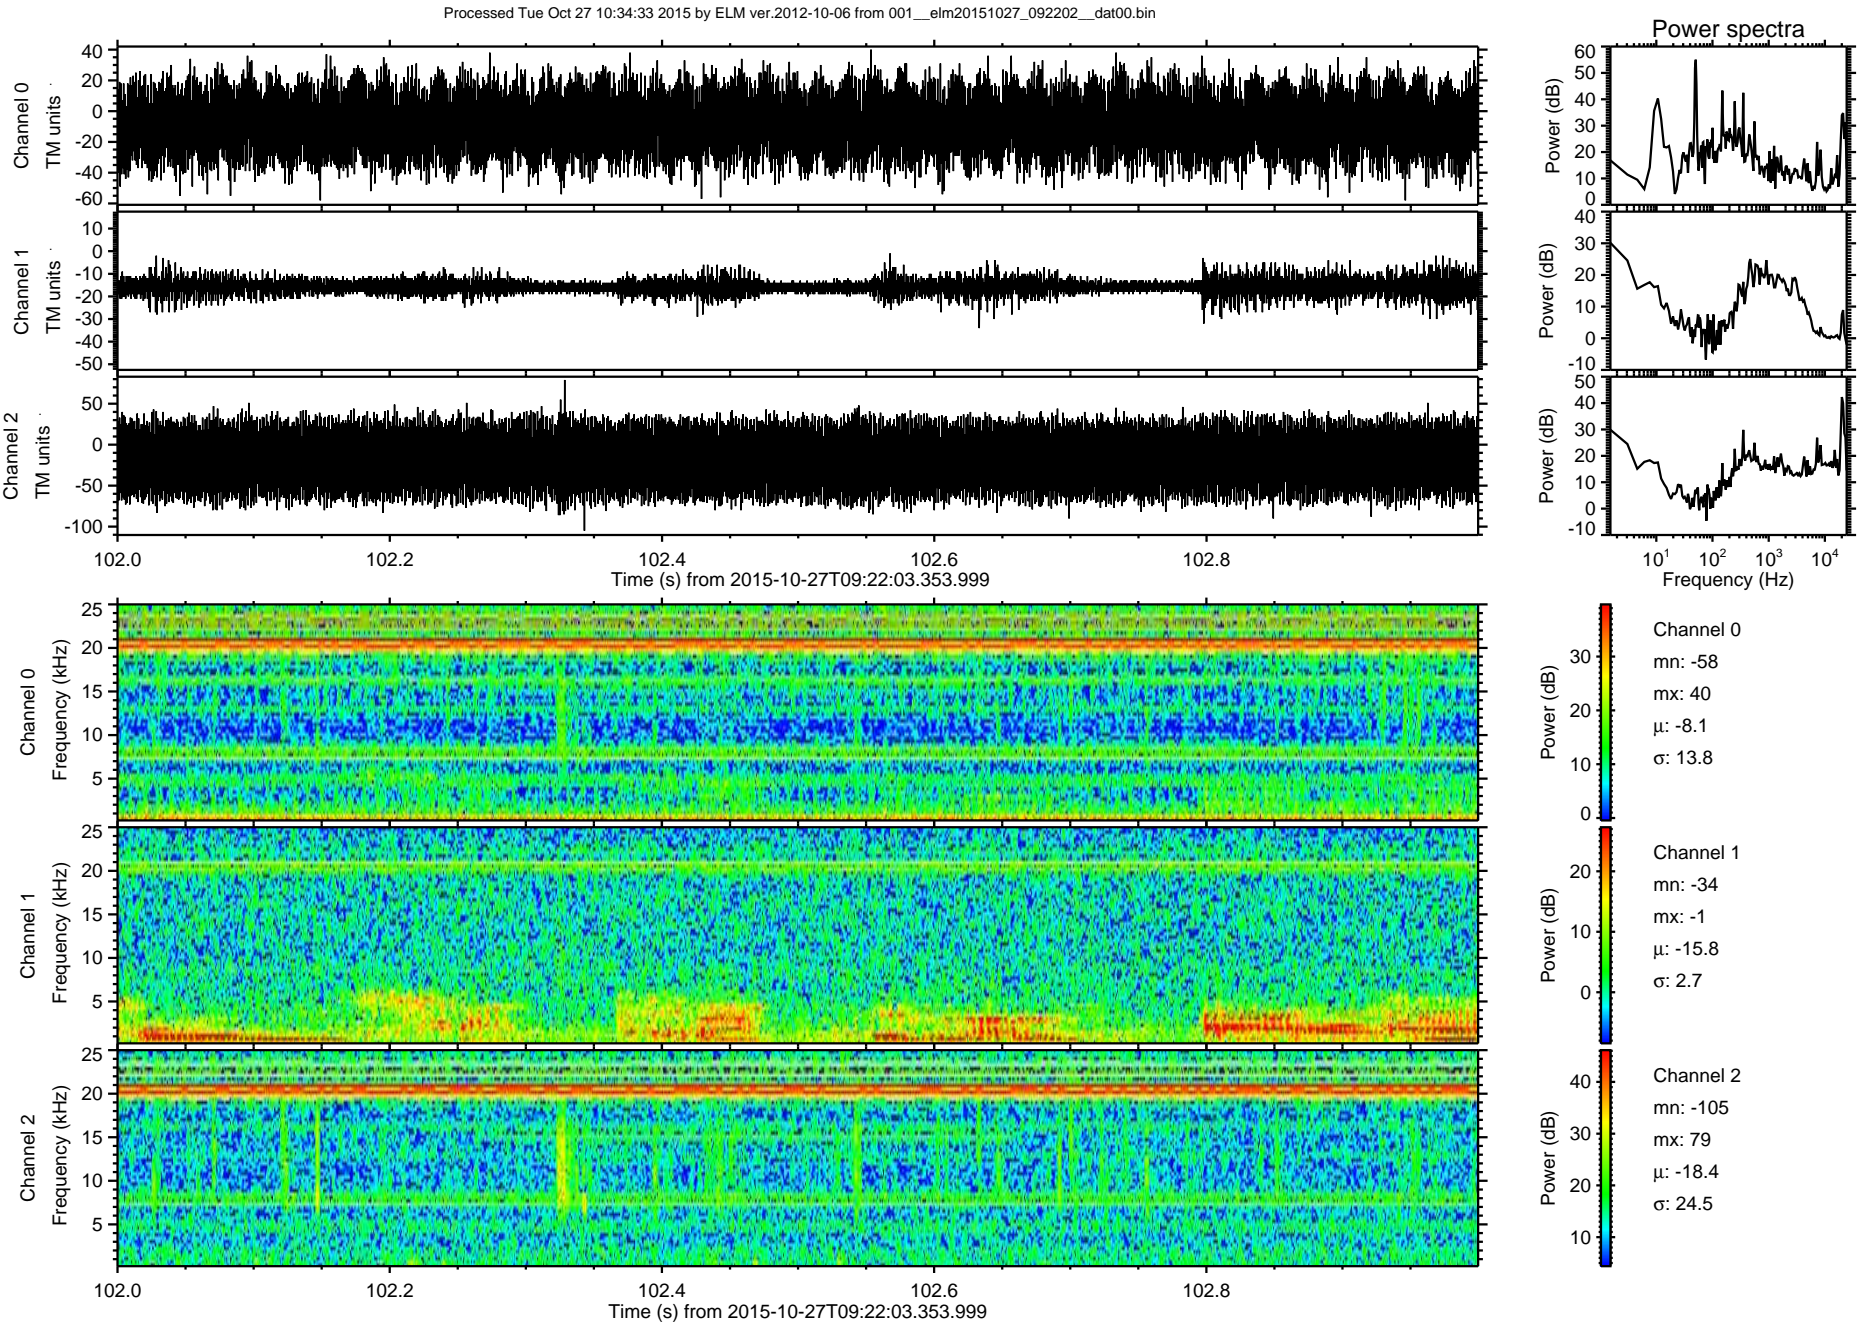 Processed Tue Oct 27 10:34:33 2015 by ELM ver.2012-10-06 from 001__elm20151027_092202__dat00.bin
Power spectra
Channel 0
TM units
40
20
0
-20
-40
-60
Power (dB)
60
50
40
30
20
10
0
Channel 1
TM units
10
0
-10
-20
-30
-40
-50
Power (dB)
40
30
20
10
0
-10
Channel 2
TM units
50
0
-50
-100
Power (dB)
50
40
30
20
10
0
-10
102.0 102.2 102.4 102.6 102.8
Time (s) from 2015-10-27T09:22:03.353.999
10^1 10^2 10^3 10^4
Frequency (Hz)
Channel 0
Frequency (kHz)
25
20
15
10
5
Power (dB)
30
20
10
0
Channel 0
mn: -58
mx: 40
μ: -8.1
σ: 13.8
Channel 1
Frequency (kHz)
25
20
15
10
5
Power (dB)
20
10
0
Channel 1
mn: -34
mx: -1
μ: -15.8
σ: 2.7
Channel 2
Frequency (kHz)
25
20
15
10
5
Power (dB)
40
30
20
10
Channel 2
mn: -105
mx: 79
μ: -18.4
σ: 24.5
102.0 102.2 102.4 102.6 102.8
Time (s) from 2015-10-27T09:22:03.353.999